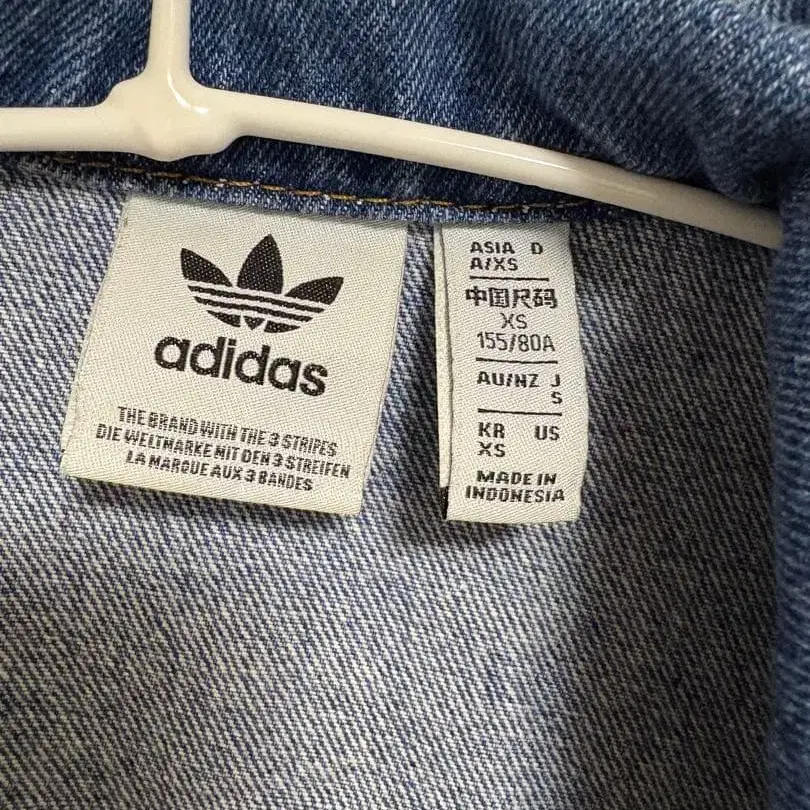 adidas
THE BRAND WITH THE 3 STRIPES
DIE WELTMARKE MIT DEN 3 STREIFEN
LA MARQUE AUX 3 BANDES
ASIA D
A/XS
中国尺码
XS
155/80A
AU/NZ J
S
KR US
XS
MADE IN
INDONESIA